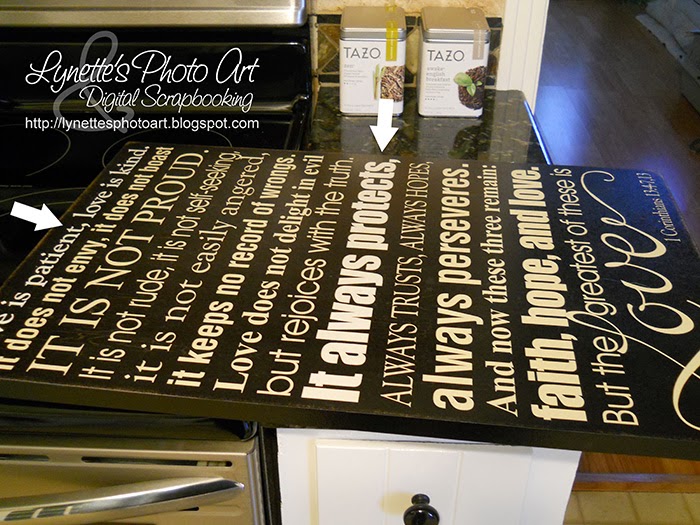 Lynette's Photo Art
& Digital Scrapbooking
http://lynettesphotoart.blogspot.com
TAZO
zen
TAZO
awake
english
breakfast
is patient, love is kind.
It does not envy, it does not boast
IT IS NOT PROUD.
It is not rude, it is not self-seeking,
it is not easily angered,
it keeps no record of wrongs.
Love does not delight in evil
but rejoices with the truth.
It always protects,
ALWAYS TRUSTS, ALWAYS HOPES,
always perseveres.
And now these three remain:
faith, hope, and love.
But the greatest of these is
Love
1 Corinthians 13:4-7,13